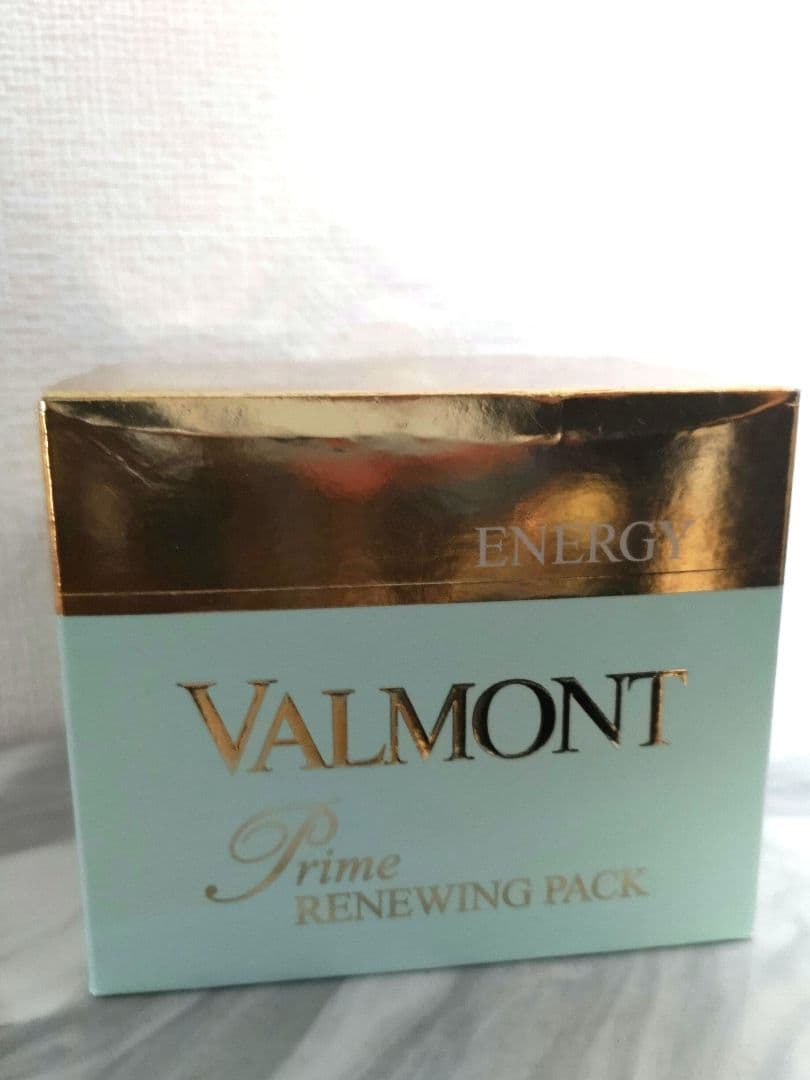 ENERGY
VALMONT
Prime
RENEWING PACK